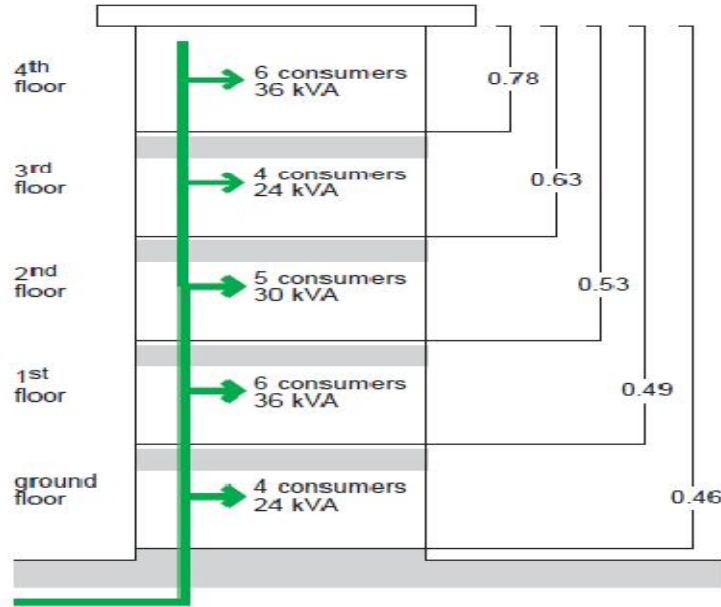 4th
floor
6 consumers
36 kVA
0.78
3rd
floor
4 consumers
24 kVA
0.63
2nd
floor
5 consumers
30 kVA
0.53
1st
floor
6 consumers
36 kVA
0.49
ground
floor
4 consumers
24 kVA
0.46